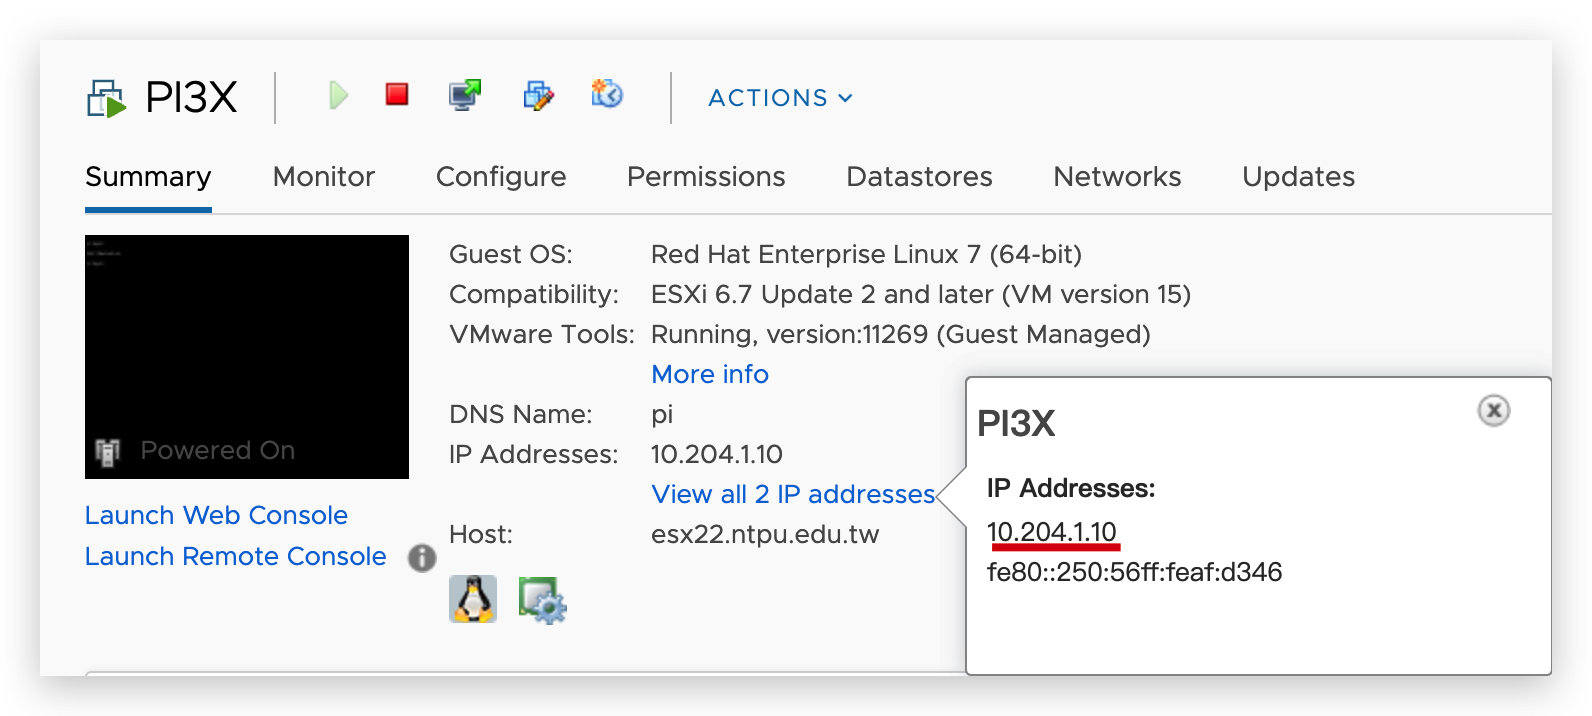 PI3X
ACTIONS
Summary Monitor Configure Permissions Datastores Networks Updates
Guest OS: Red Hat Enterprise Linux 7 (64-bit)
Compatibility: ESXi 6.7 Update 2 and later (VM version 15)
VMware Tools: Running, version:11269 (Guest Managed)
More info
DNS Name: pi
IP Addresses: 10.204.1.10
View all 2 IP addresses
Host: esx22.ntpu.edu.tw
Powered On
Launch Web Console
Launch Remote Console
PI3X
IP Addresses:
10.204.1.10
fe80::250:56ff:feaf:d346